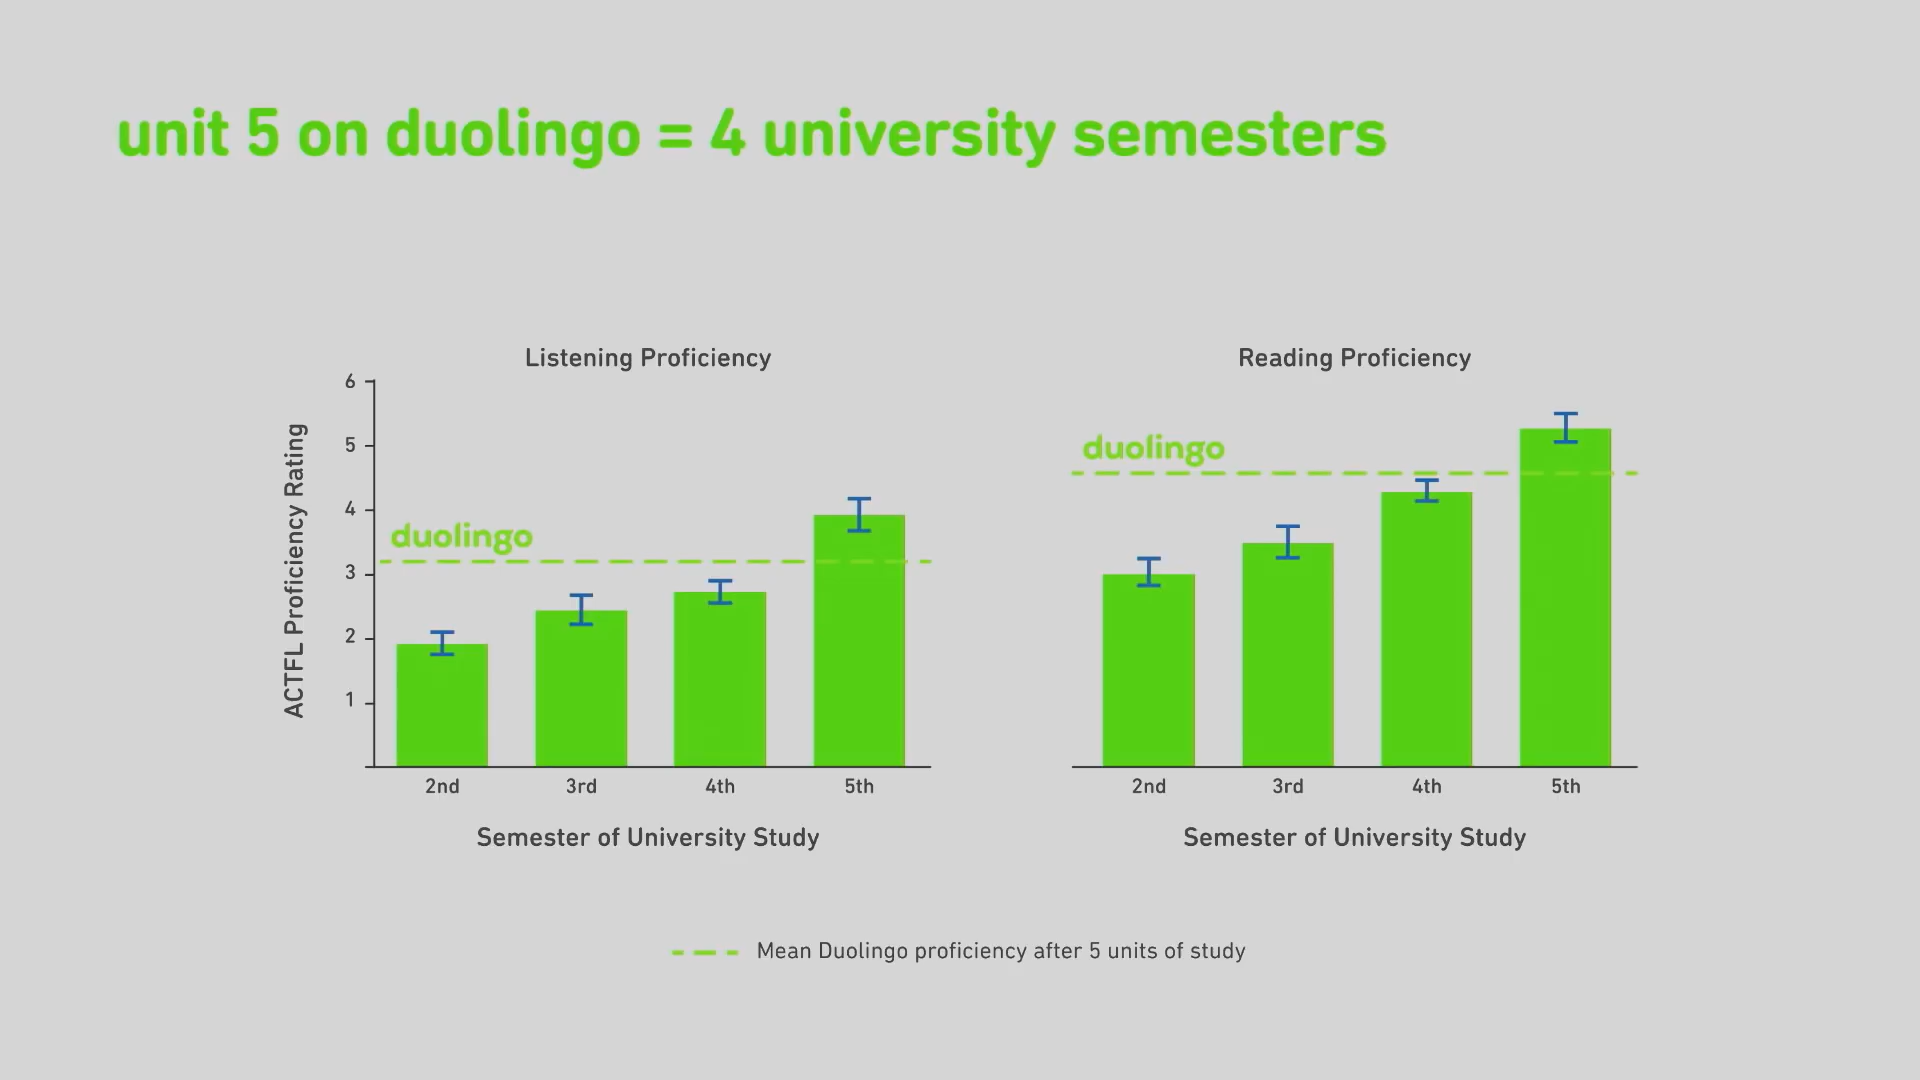 unit 5 on duolingo = 4 university semesters
Listening Proficiency
ACTFL Proficiency Rating
6
5
4
3
2
1
duolingo
2nd 3rd 4th 5th
Semester of University Study
Reading Proficiency
duolingo
2nd 3rd 4th 5th
Semester of University Study
Mean Duolingo proficiency after 5 units of study